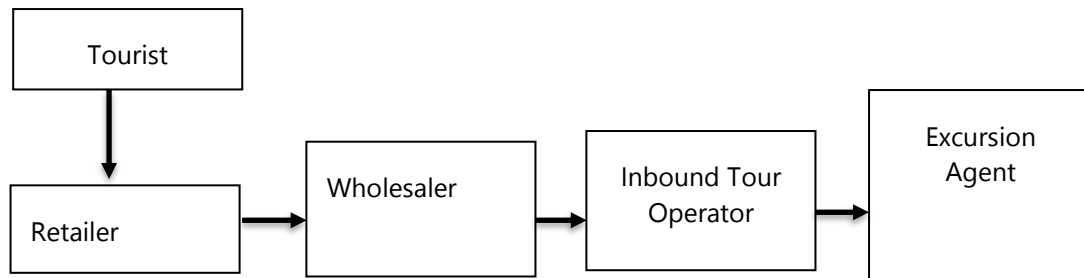 Tourist
Retailer
Wholesaler
Inbound Tour
Operator
Excursion
Agent